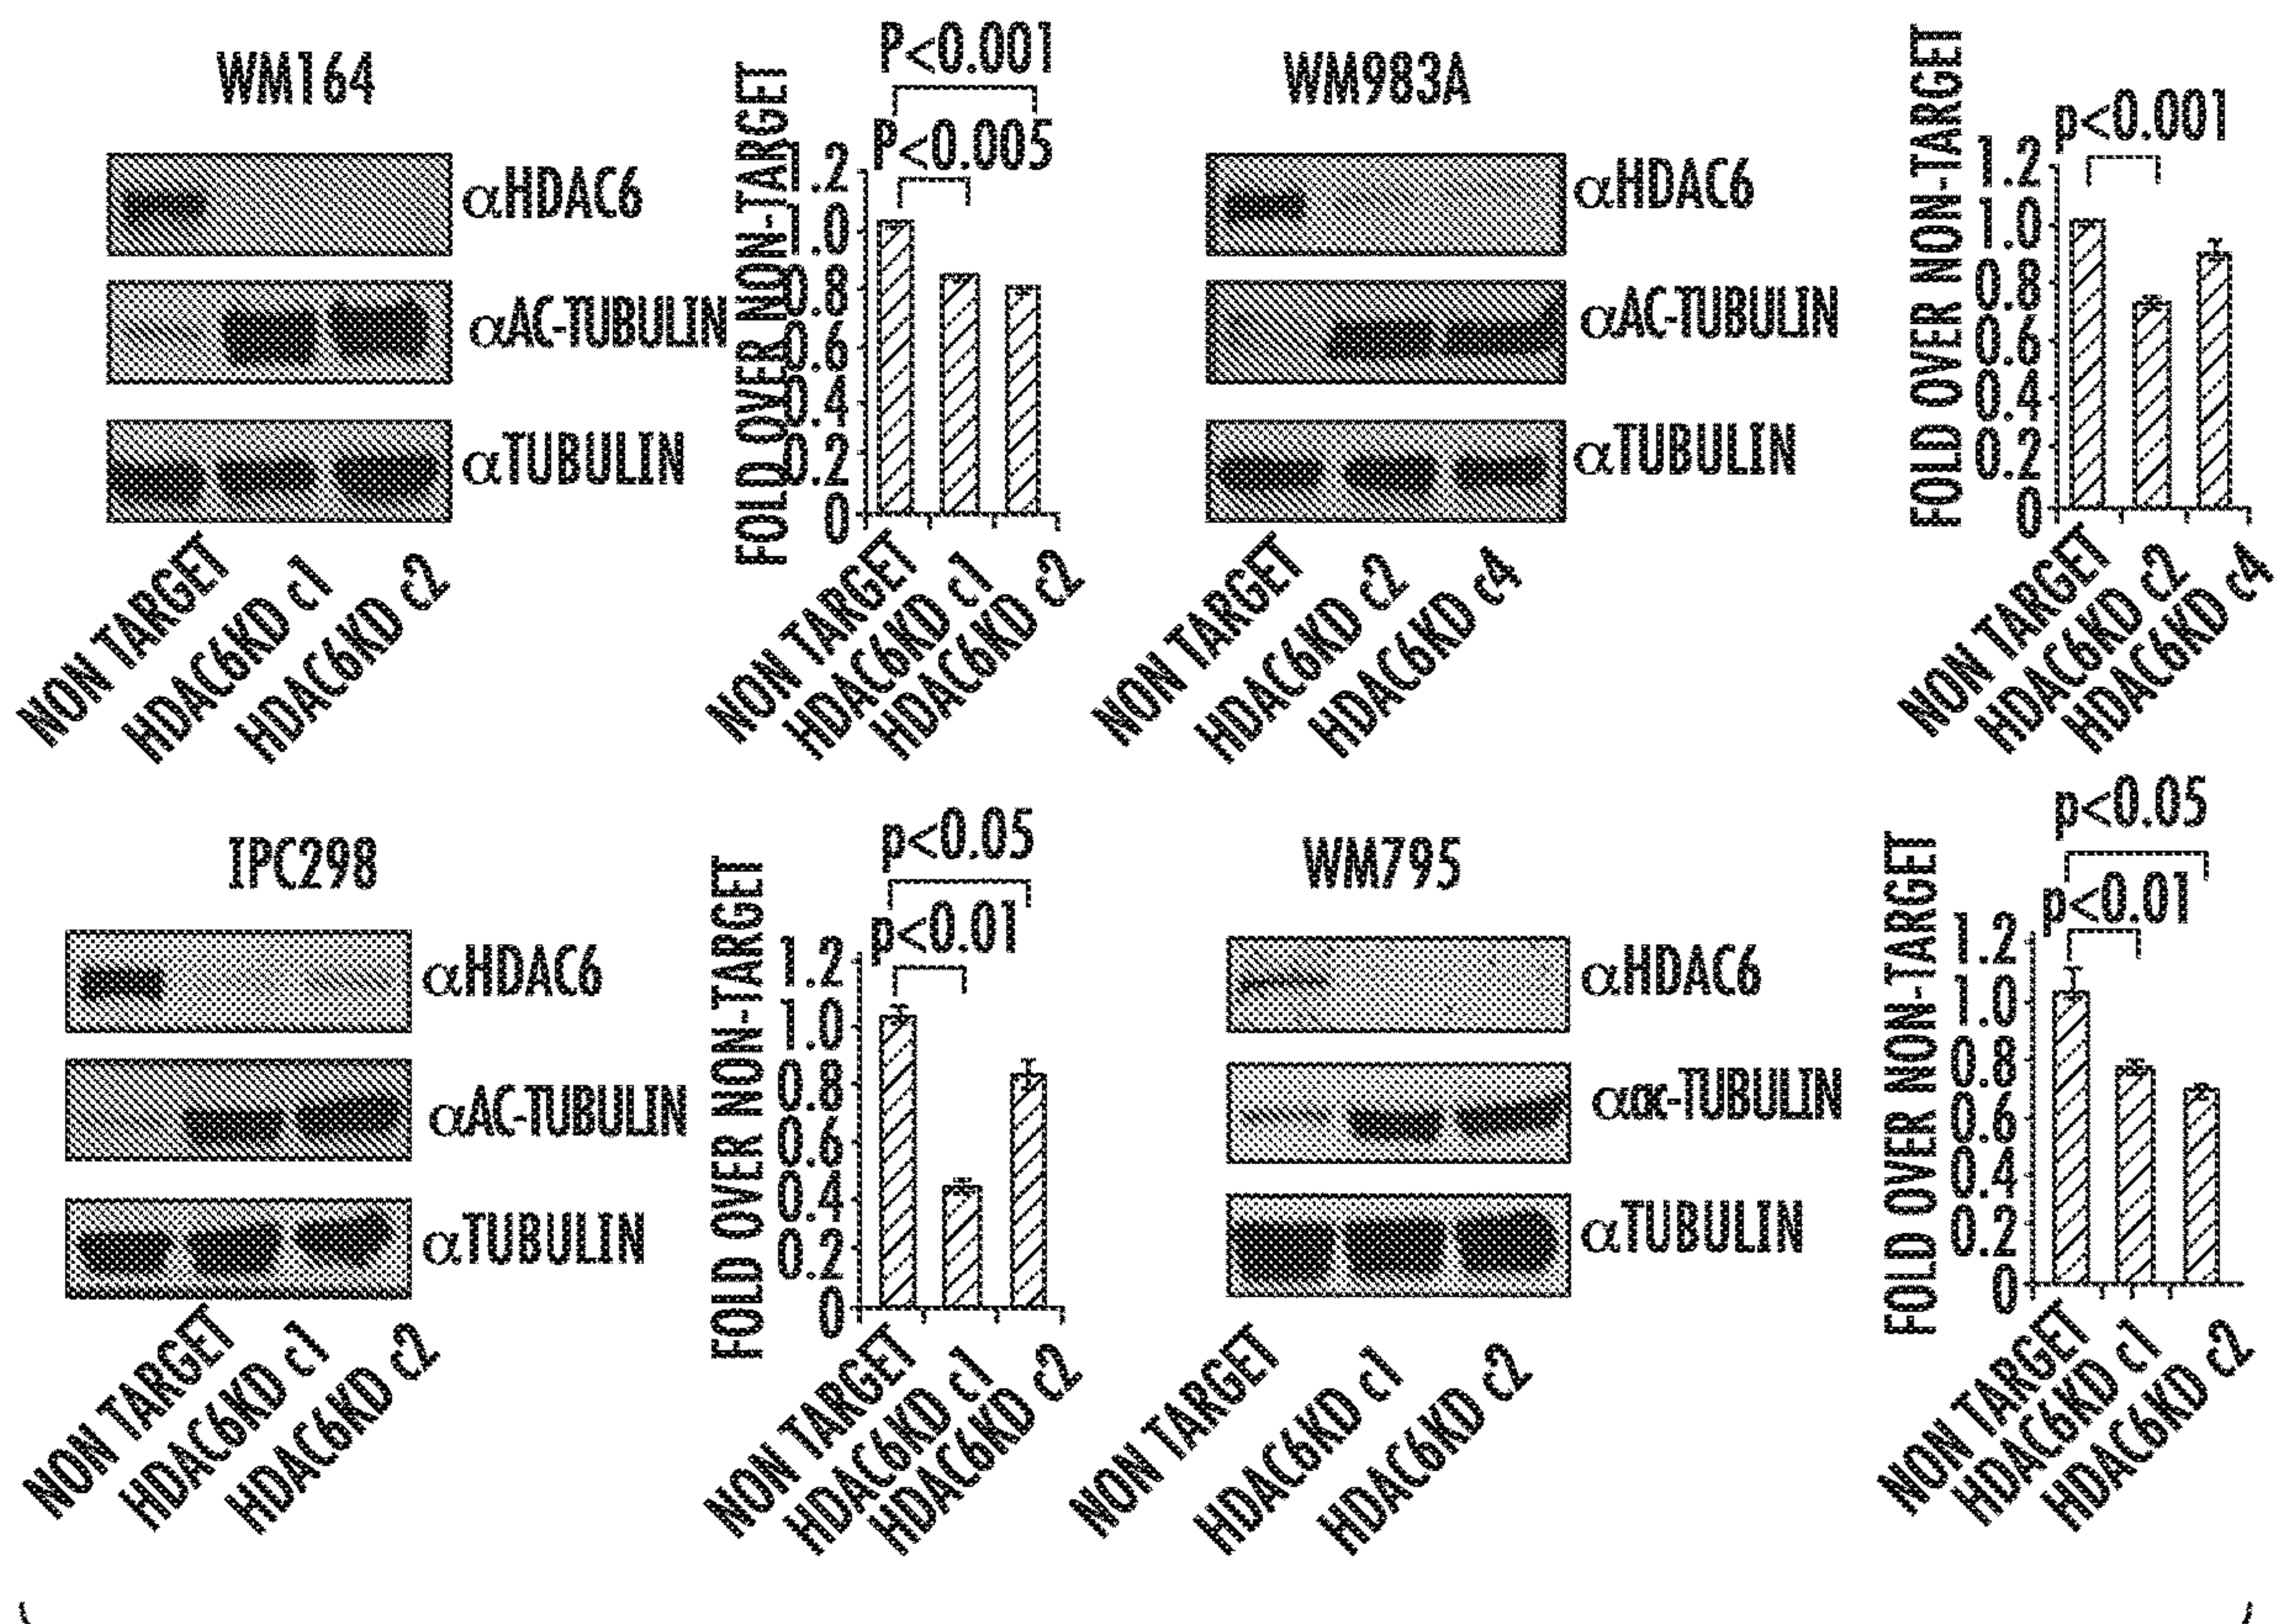 WM164
αHDAC6
αAC-TUBULIN
αTUBULIN
NON TARGET
HDAC6KD c1
HDAC6KD c2
P<0.001
P<0.005
FOLD OVER NON-TARGET
1.2
1.0
0.8
0.6
0.4
0.2
0
NON TARGET
HDAC6KD c1
HDAC6KD c2
WM983A
αHDAC6
αAC-TUBULIN
αTUBULIN
NON TARGET
HDAC6KD c2
HDAC6KD c4
p<0.001
FOLD OVER NON-TARGET
1.2
1.0
0.8
0.6
0.4
0.2
0
NON TARGET
HDAC6KD c2
HDAC6KD c4
IPC298
αHDAC6
αAC-TUBULIN
αTUBULIN
NON TARGET
HDAC6KD c1
HDAC6KD c2
p<0.05
p<0.01
FOLD OVER NON-TARGET
1.2
1.0
0.8
0.6
0.4
0.2
0
NON TARGET
HDAC6KD c1
HDAC6KD c2
WM795
αHDAC6
ααc-TUBULIN
αTUBULIN
NON TARGET
HDAC6KD c1
HDAC6KD c2
p<0.05
p<0.01
FOLD OVER NON-TARGET
1.2
1.0
0.8
0.6
0.4
0.2
0
NON TARGET
HDAC6KD c1
HDAC6KD c2